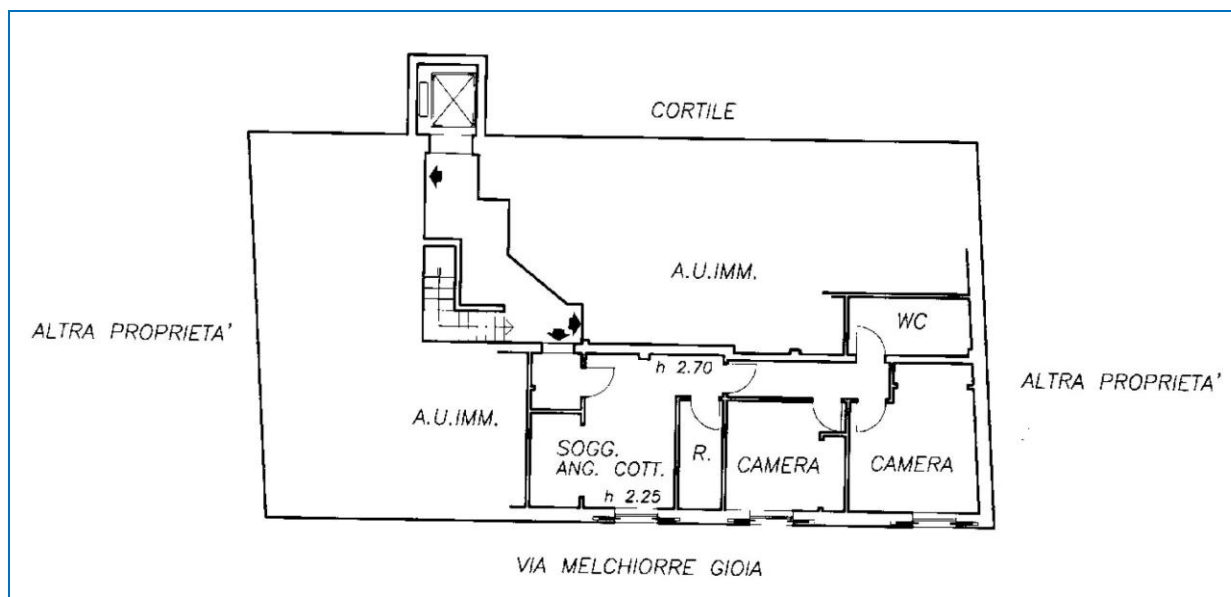 CORTILE
A.U.IMM.
WC
ALTRA PROPRIETA'
h 2.70
ALTRA PROPRIETA'
A.U.IMM.
SOGG.
ANG. COTT.
R.
CAMERA
CAMERA
h 2.25
VIA MELCHIORRE GIOIA